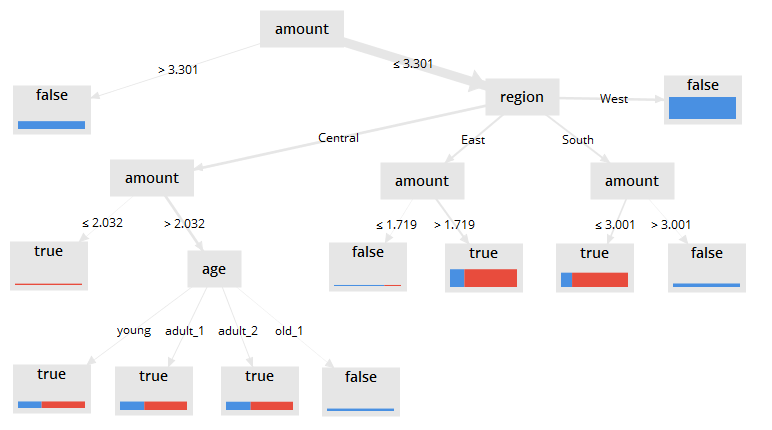 amount
> 3.301
≤ 3.301
false
region
West
false
Central
East
South
amount
amount
amount
≤ 2.032
> 2.032
≤ 1.719
> 1.719
≤ 3.001
> 3.001
true
age
false
true
true
false
young
adult_1
adult_2
old_1
true
true
true
false